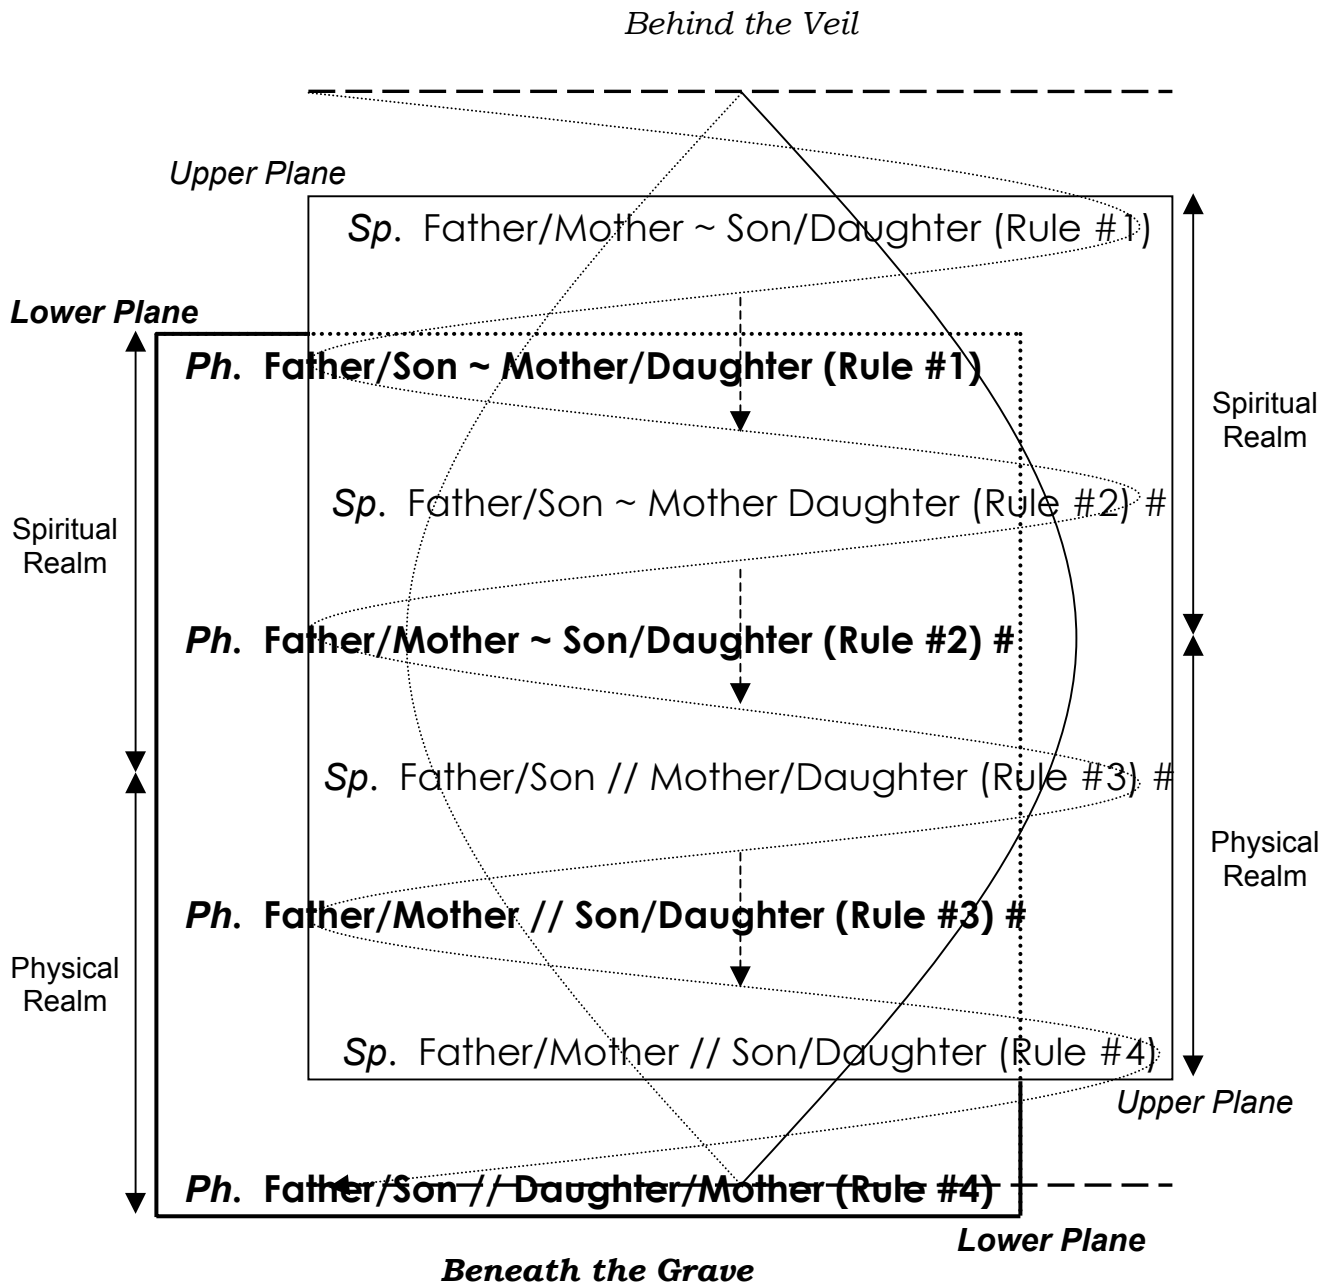 Behind the Veil
Upper Plane
Sp. Father/Mother ~ Son/Daughter (Rule #1)
Lower Plane
Ph. Father/Son ~ Mother/Daughter (Rule #1)
Spiritual
Realm
Sp. Father/Son ~ Mother Daughter (Rule #2) #
Spiritual
Realm
Ph. Father/Mother ~ Son/Daughter (Rule #2) #
Sp. Father/Son // Mother/Daughter (Rule #3) #
Physical
Realm
Ph. Father/Mother // Son/Daughter (Rule #3) #
Physical
Realm
Sp. Father/Mother // Son/Daughter (Rule #4)
Upper Plane
Ph. Father/Son // Daughter/Mother (Rule #4)
Lower Plane
Beneath the Grave